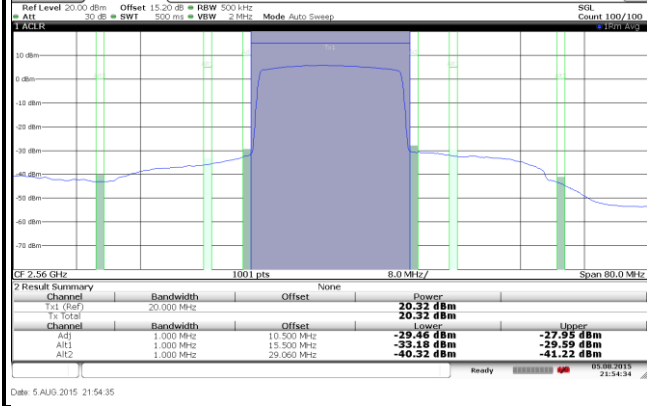 Ref Level 20.00 dBm Offset 15.20 dB RBW 500 kHz SGL
Att 30 dB SWT 500 ms VBW 2 MHz Mode Auto Sweep Count 100/100
1 ACLR 1Rm Avg
10 dBm
0 dBm
-10 dBm
-20 dBm
-30 dBm
-40 dBm
-50 dBm
-60 dBm
-70 dBm
CF 2.56 GHz 1001 pts 8.0 MHz/ Span 80.0 MHz
2 Result Summary None
Channel Bandwidth Offset Power
Tx1 (Ref) 20.000 MHz 20.32 dBm
Tx Total 20.32 dBm
Channel Bandwidth Offset Lower Upper
Adj 1.000 MHz 10.500 MHz -29.46 dBm -27.95 dBm
Alt1 1.000 MHz 15.500 MHz -33.18 dBm -29.59 dBm
Alt2 1.000 MHz 29.060 MHz -40.32 dBm -41.22 dBm
Ready 05.08.2015
21:54:34
Date: 5.AUG.2015 21:54:35